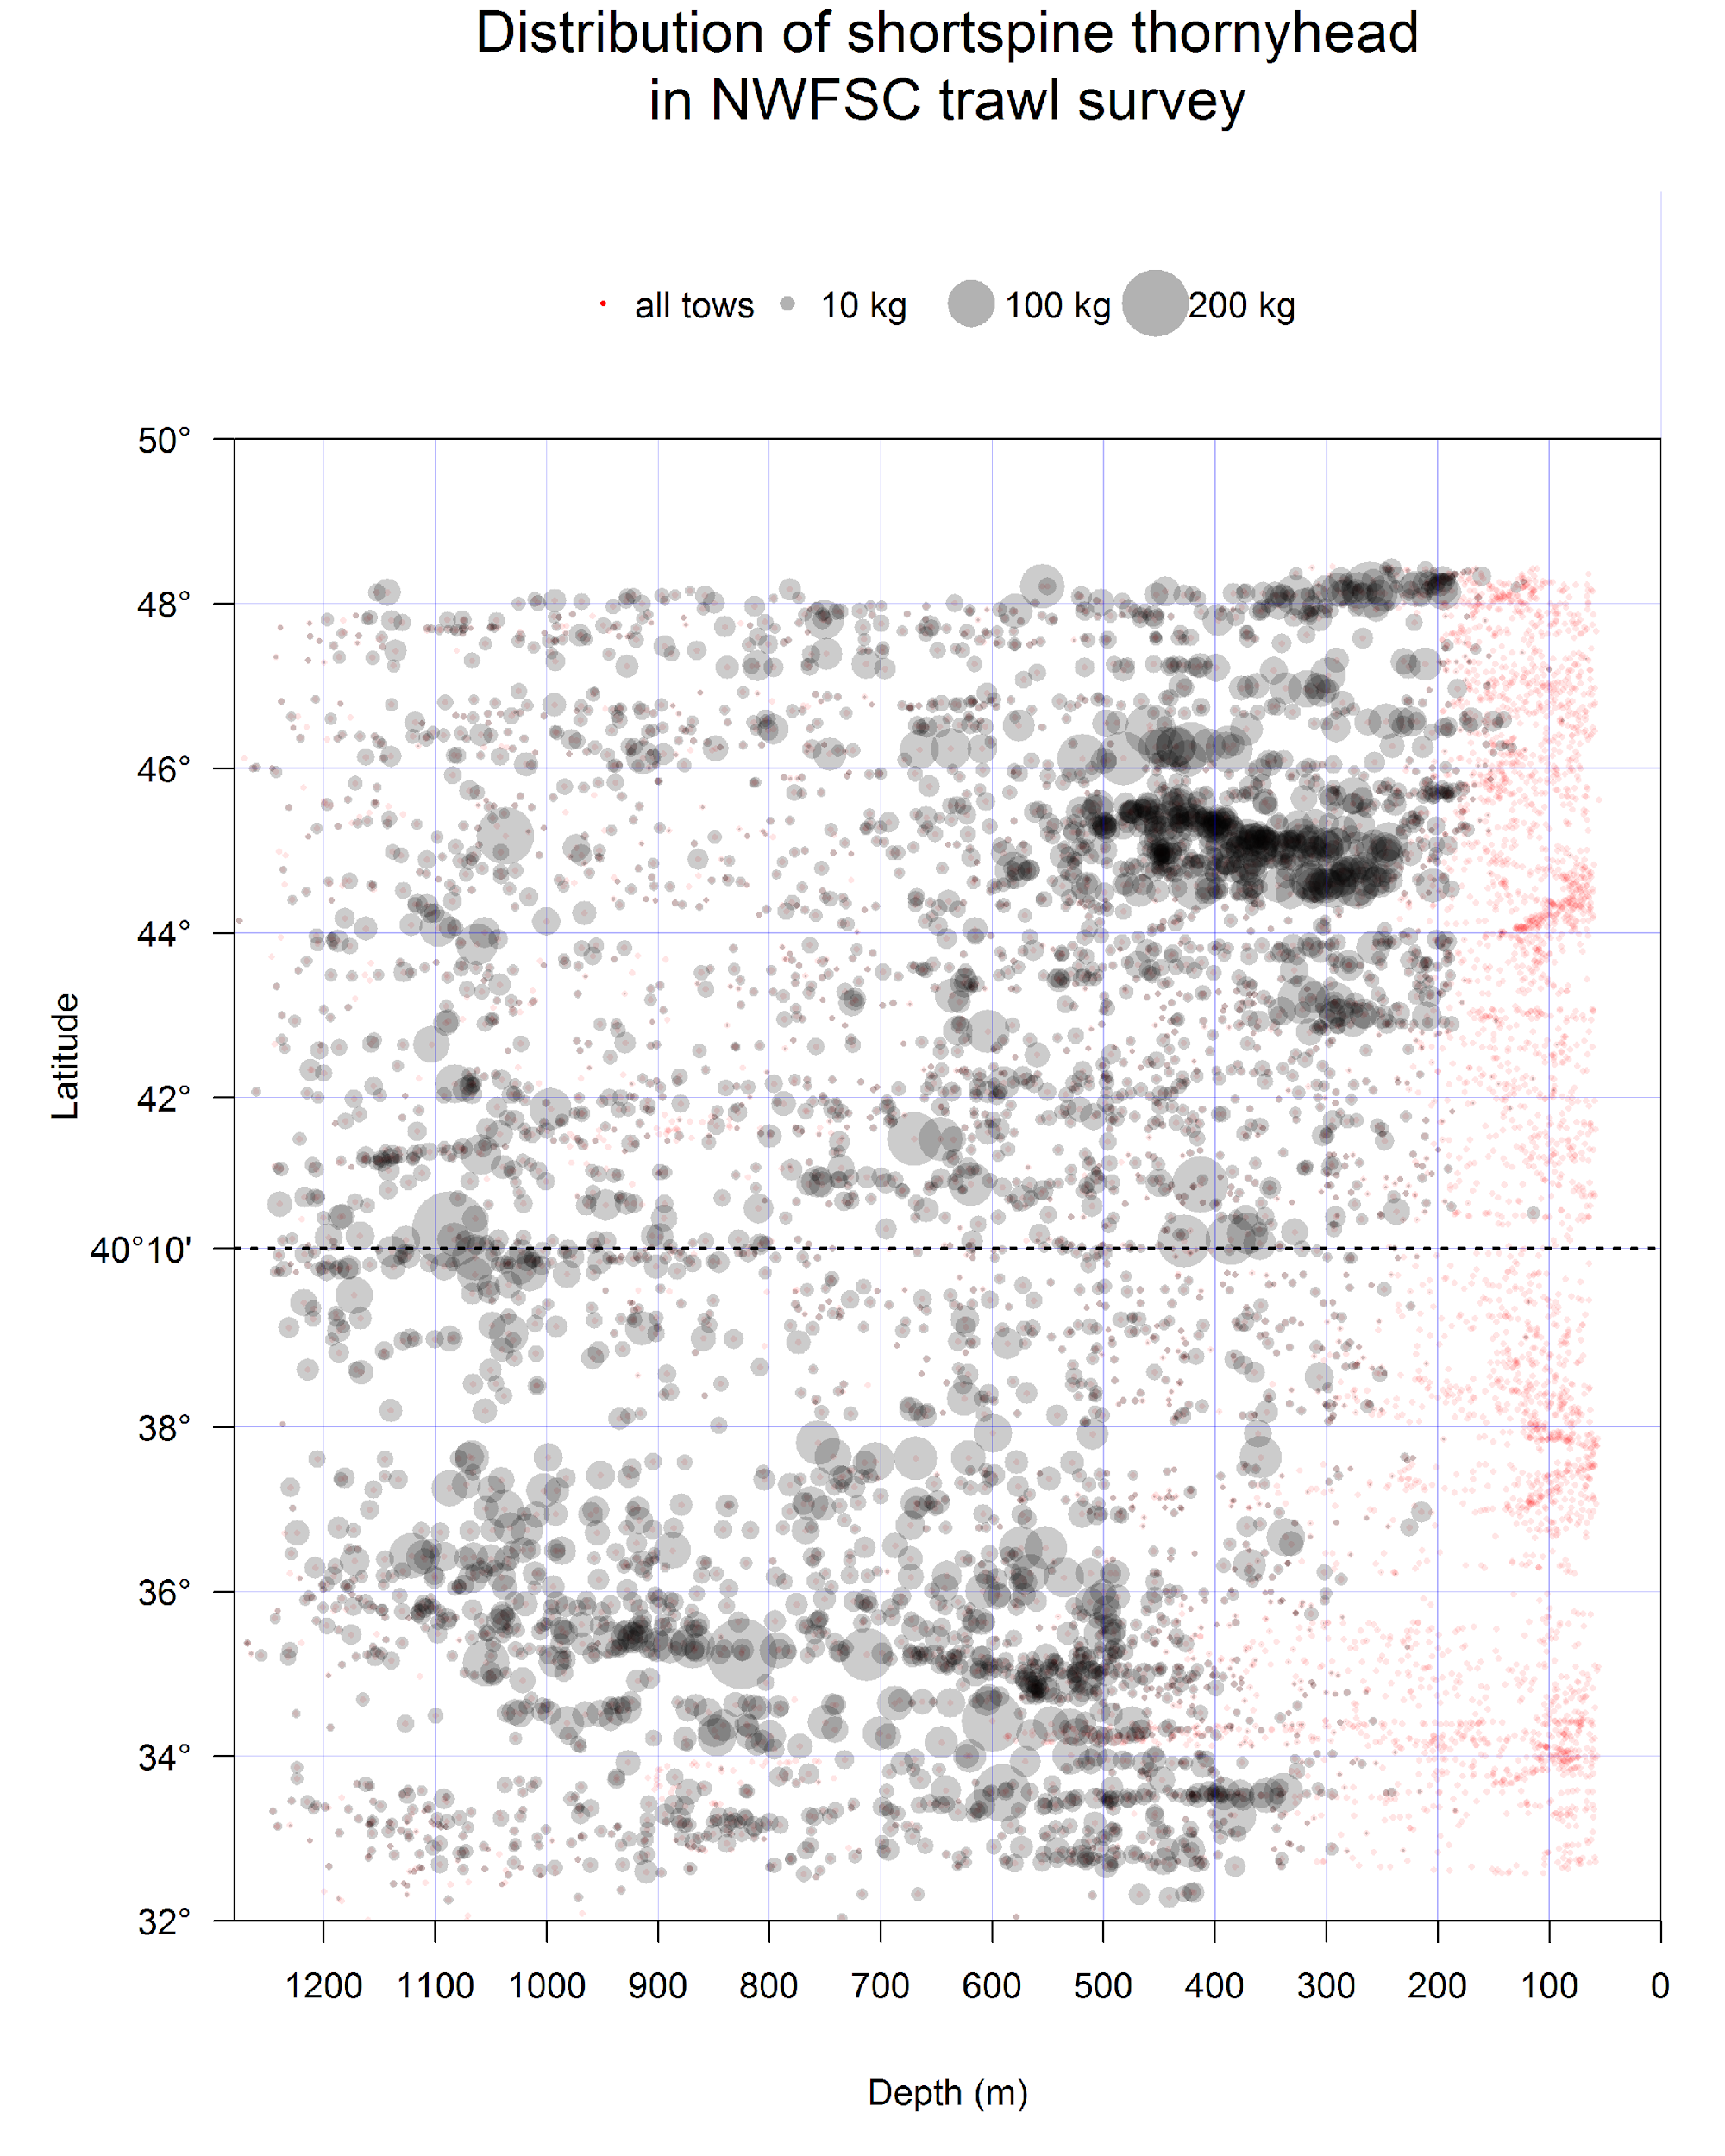 Distribution of shortspine thornyhead
in NWFSC trawl survey
all tows 10 kg 100 kg 200 kg
50°
48°
46°
44°
42°
40°10'
38°
36°
34°
32°
Latitude
1200 1100 1000 900 800 700 600 500 400 300 200 100 0
Depth (m)